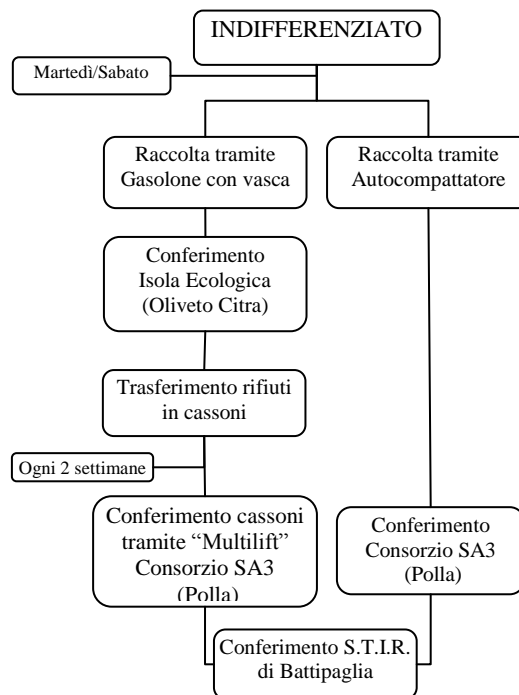 INDIFFERENZIATO
Martedì/Sabato
Raccolta tramite
Gasolone con vasca
Raccolta tramite
Autocompattatore
Conferimento
Isola Ecologica
(Oliveto Citra)
Trasferimento rifiuti
in cassoni
Ogni 2 settimane
Conferimento cassoni
tramite “Multilift”
Consorzio SA3
(Polla)
Conferimento
Consorzio SA3
(Polla)
Conferimento S.T.I.R.
di Battipaglia